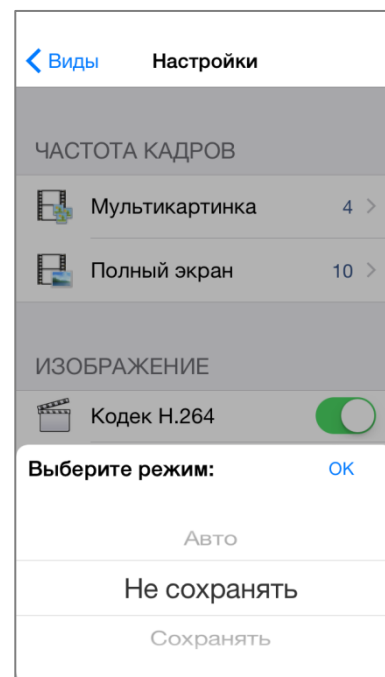 Виды Настройки
ЧАСТОТА КАДРОВ
Мультикартинка 4
Полный экран 10
ИЗОБРАЖЕНИЕ
Кодек H.264
Выберите режим: OK
Авто
Не сохранять
Сохранять